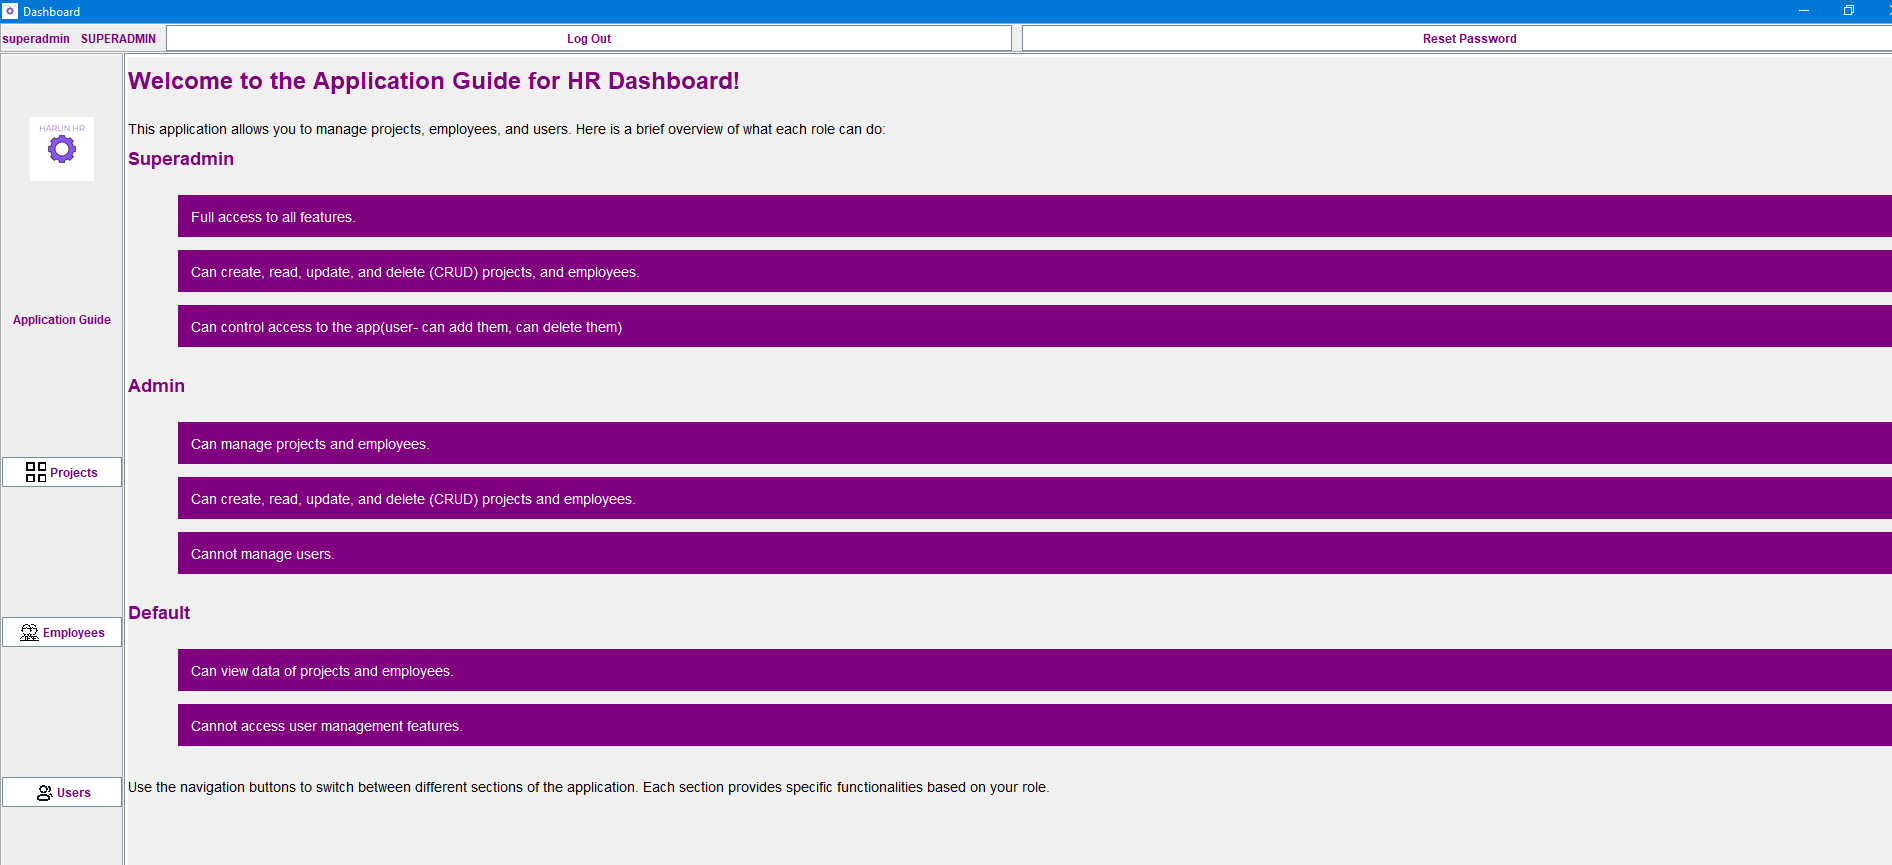 Dashboard
superadmin SUPERADMIN Log Out Reset Password
HARUN HR
Application Guide
Projects
Employees
Users
Welcome to the Application Guide for HR Dashboard!
This application allows you to manage projects, employees, and users. Here is a brief overview of what each role can do:
Superadmin
Full access to all features.
Can create, read, update, and delete (CRUD) projects, and employees.
Can control access to the app(user- can add them, can delete them)
Admin
Can manage projects and employees.
Can create, read, update, and delete (CRUD) projects and employees.
Cannot manage users.
Default
Can view data of projects and employees.
Cannot access user management features.
Use the navigation buttons to switch between different sections of the application. Each section provides specific functionalities based on your role.